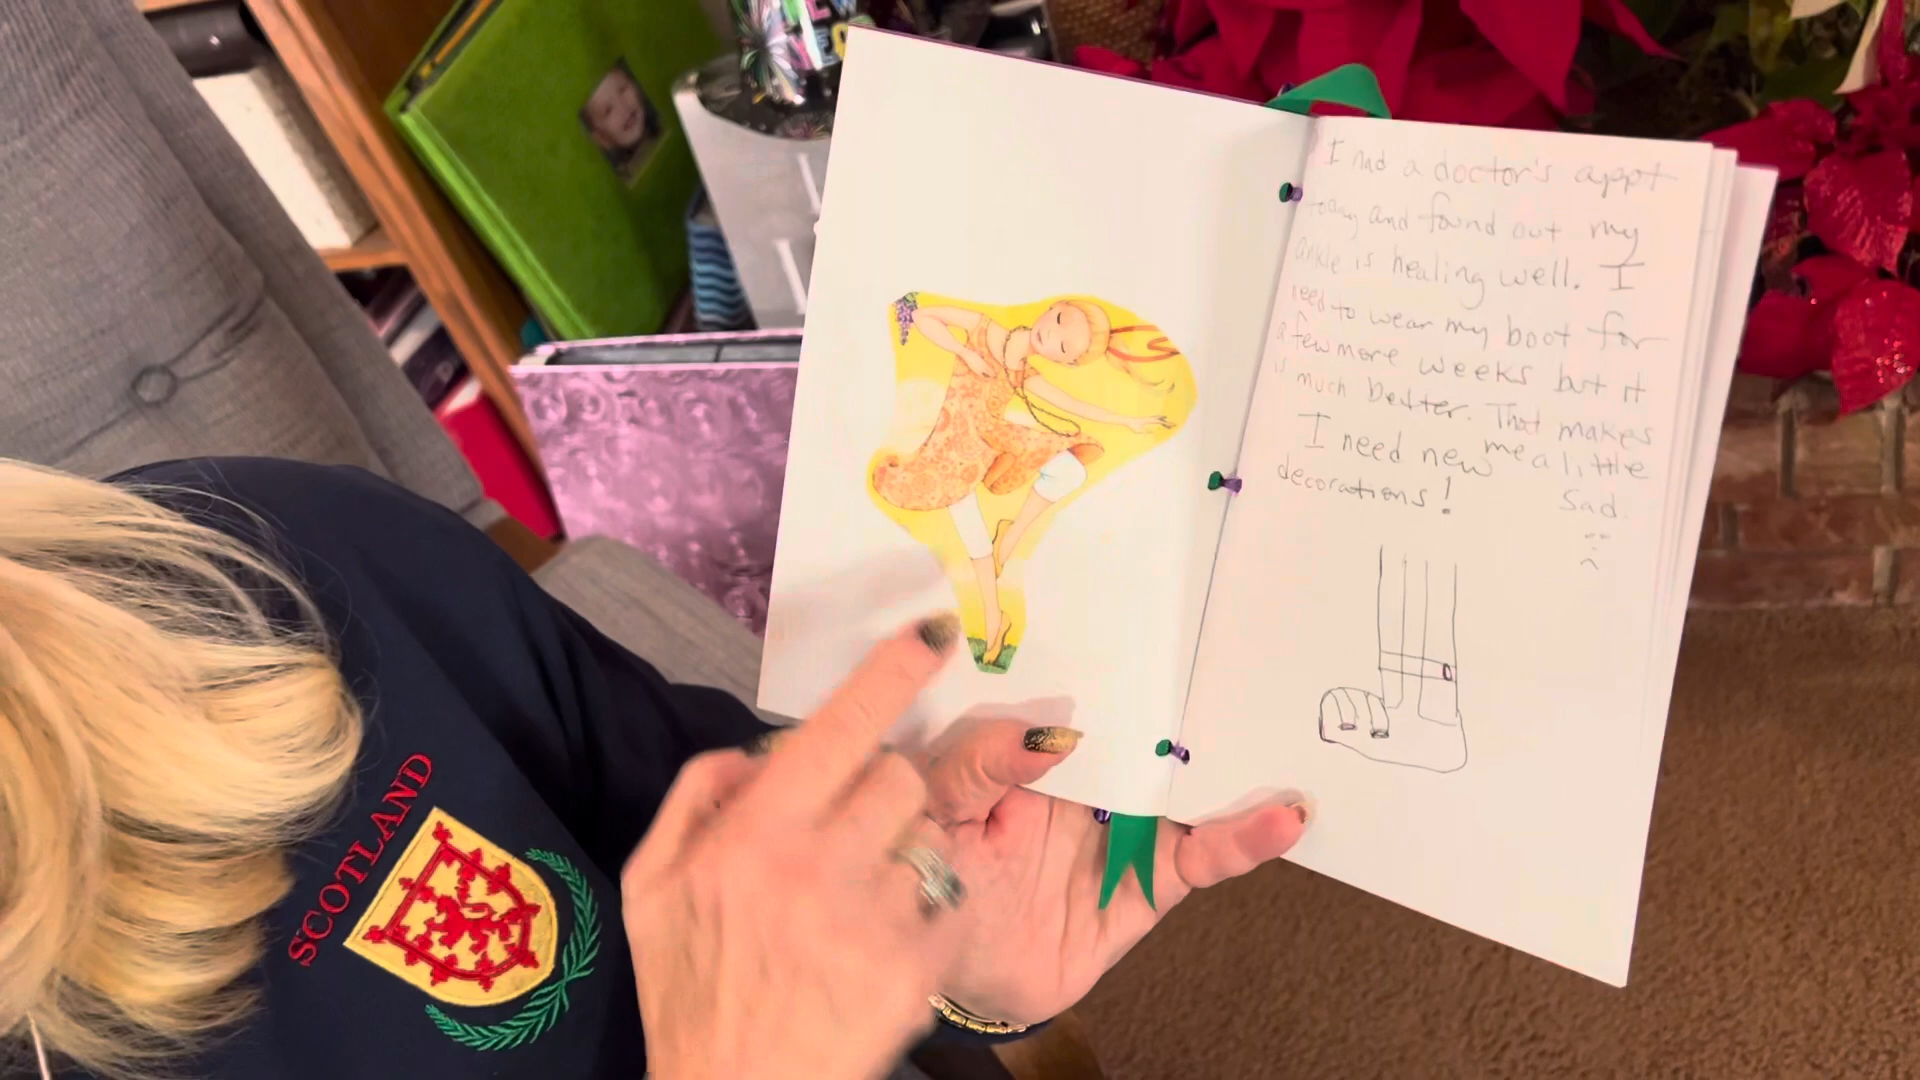 SCOTLAND
I had a doctor's appt
today and found out my
ankle is healing well. I
need to wear my boot for
a few more weeks but it
is much better. That makes
me a little
sad.
I need new
decorations!